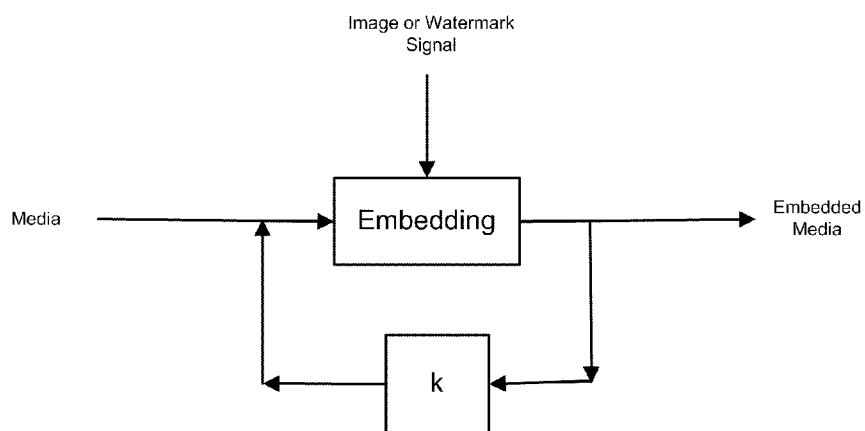 Image or Watermark
Signal
Media
Embedding
Embedded
Media
k